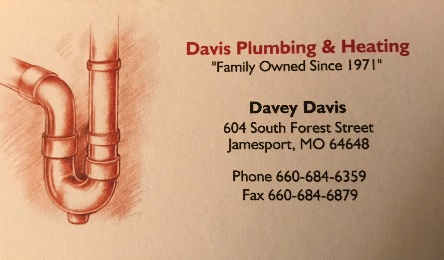 Davis Plumbing & Heating
"Family Owned Since 1971"
Davey Davis
604 South Forest Street
Jamesport, MO 64648
Phone 660-684-6359
Fax 660-684-6879